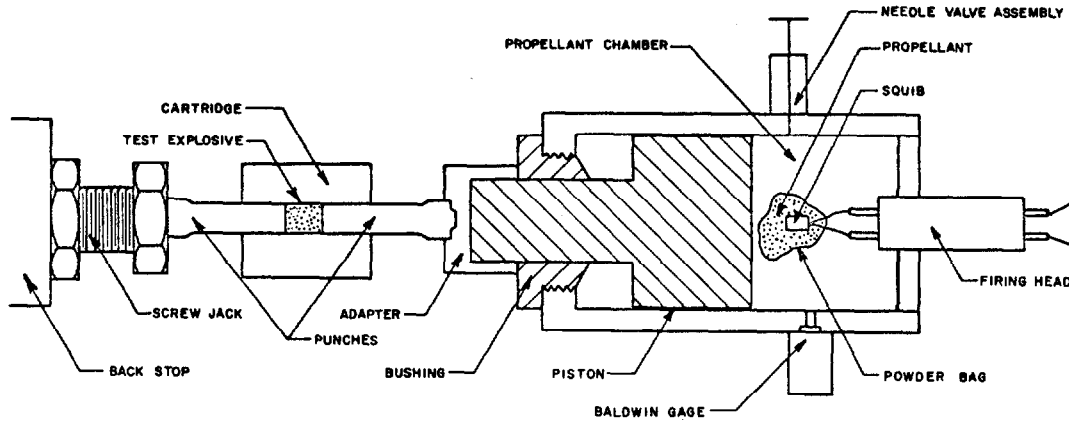 NEEDLE VALVE ASSEMBLY
PROPELLANT CHAMBER
PROPELLANT
SQUIB
CARTRIDGE
TEST EXPLOSIVE
FIRING HEAD
SCREW JACK
ADAPTER
PUNCHES
BACK STOP
BUSHING
PISTON
POWDER BAG
BALDWIN GAGE